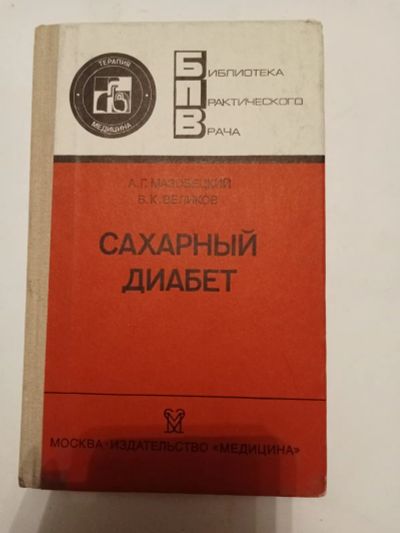 ТЕРАПИЯ
МЕДИЦИНА
БИБЛИОТЕКА
ПРАКТИЧЕСКОГО
ВРАЧА
А.Г. МАЗОВЕЦКИЙ
В.К. ВЕЛИКОВ
САХАРНЫЙ
ДИАБЕТ
МОСКВА · ИЗДАТЕЛЬСТВО «МЕДИЦИНА»